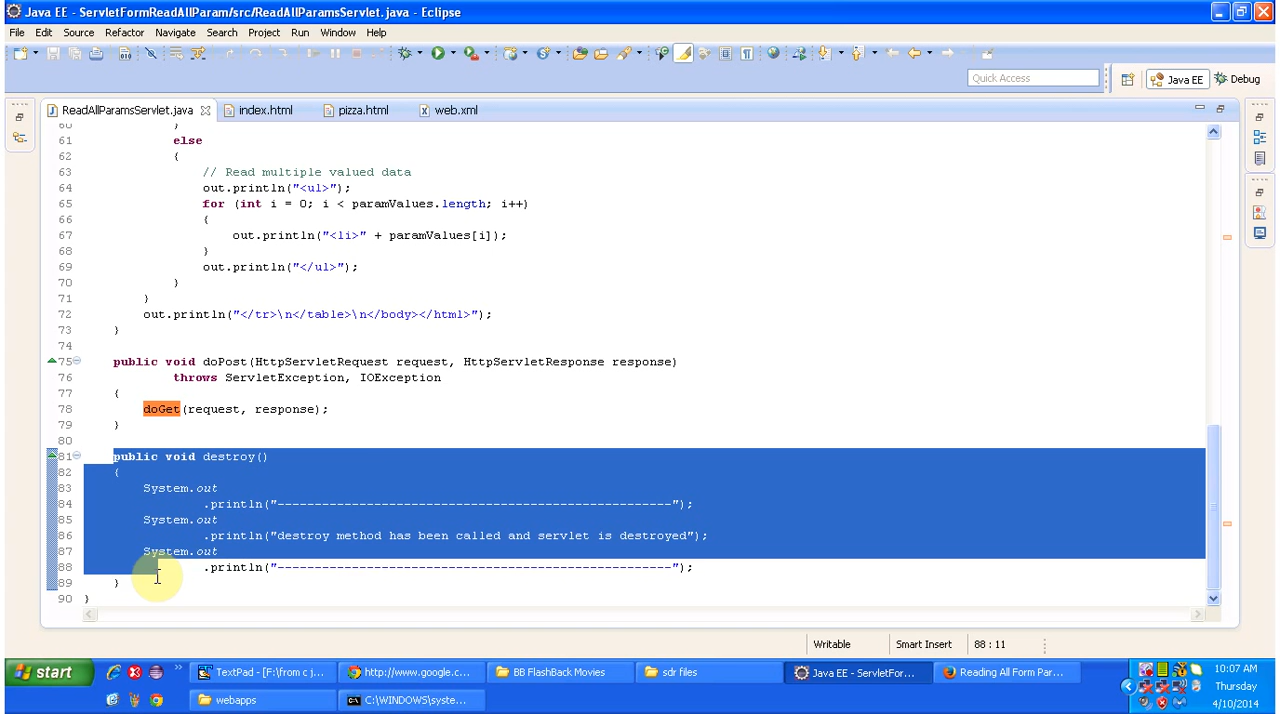 Java EE - ServletFormReadAllParam/src/ReadAllParamsServlet.java - Eclipse
File Edit Source Refactor Navigate Search Project Run Window Help
Quick Access Java EE Debug
ReadAllParamsServlet.java index.html pizza.html web.xml
60 }
61 else
62 {
63 // Read multiple valued data
64 out.println("<ul>");
65 for (int i = 0; i < paramValues.length; i++)
66 {
67 out.println("<li>" + paramValues[i]);
68 }
69 out.println("</ul>");
70 }
71 }
72 out.println("</tr>\n</table>\n</body></html>");
73 }
74
75 public void doPost(HttpServletRequest request, HttpServletResponse response)
76 throws ServletException, IOException
77 {
78 doGet(request, response);
79 }
80
81 public void destroy()
82 {
83 System.out
84 .println("-----------------------------------------------------");
85 System.out
86 .println("destroy method has been called and servlet is destroyed");
87 System.out
88 .println("-----------------------------------------------------");
89 }
90 }
Writable Smart Insert 88 : 11
start TextPad - [F:\from c j... http://www.google.c... BB FlashBack Movies sdr files Java EE - ServletFor... Reading All Form Par... 10:07 AM
Thursday
webapps C:\WINDOWS\syste... 4/10/2014